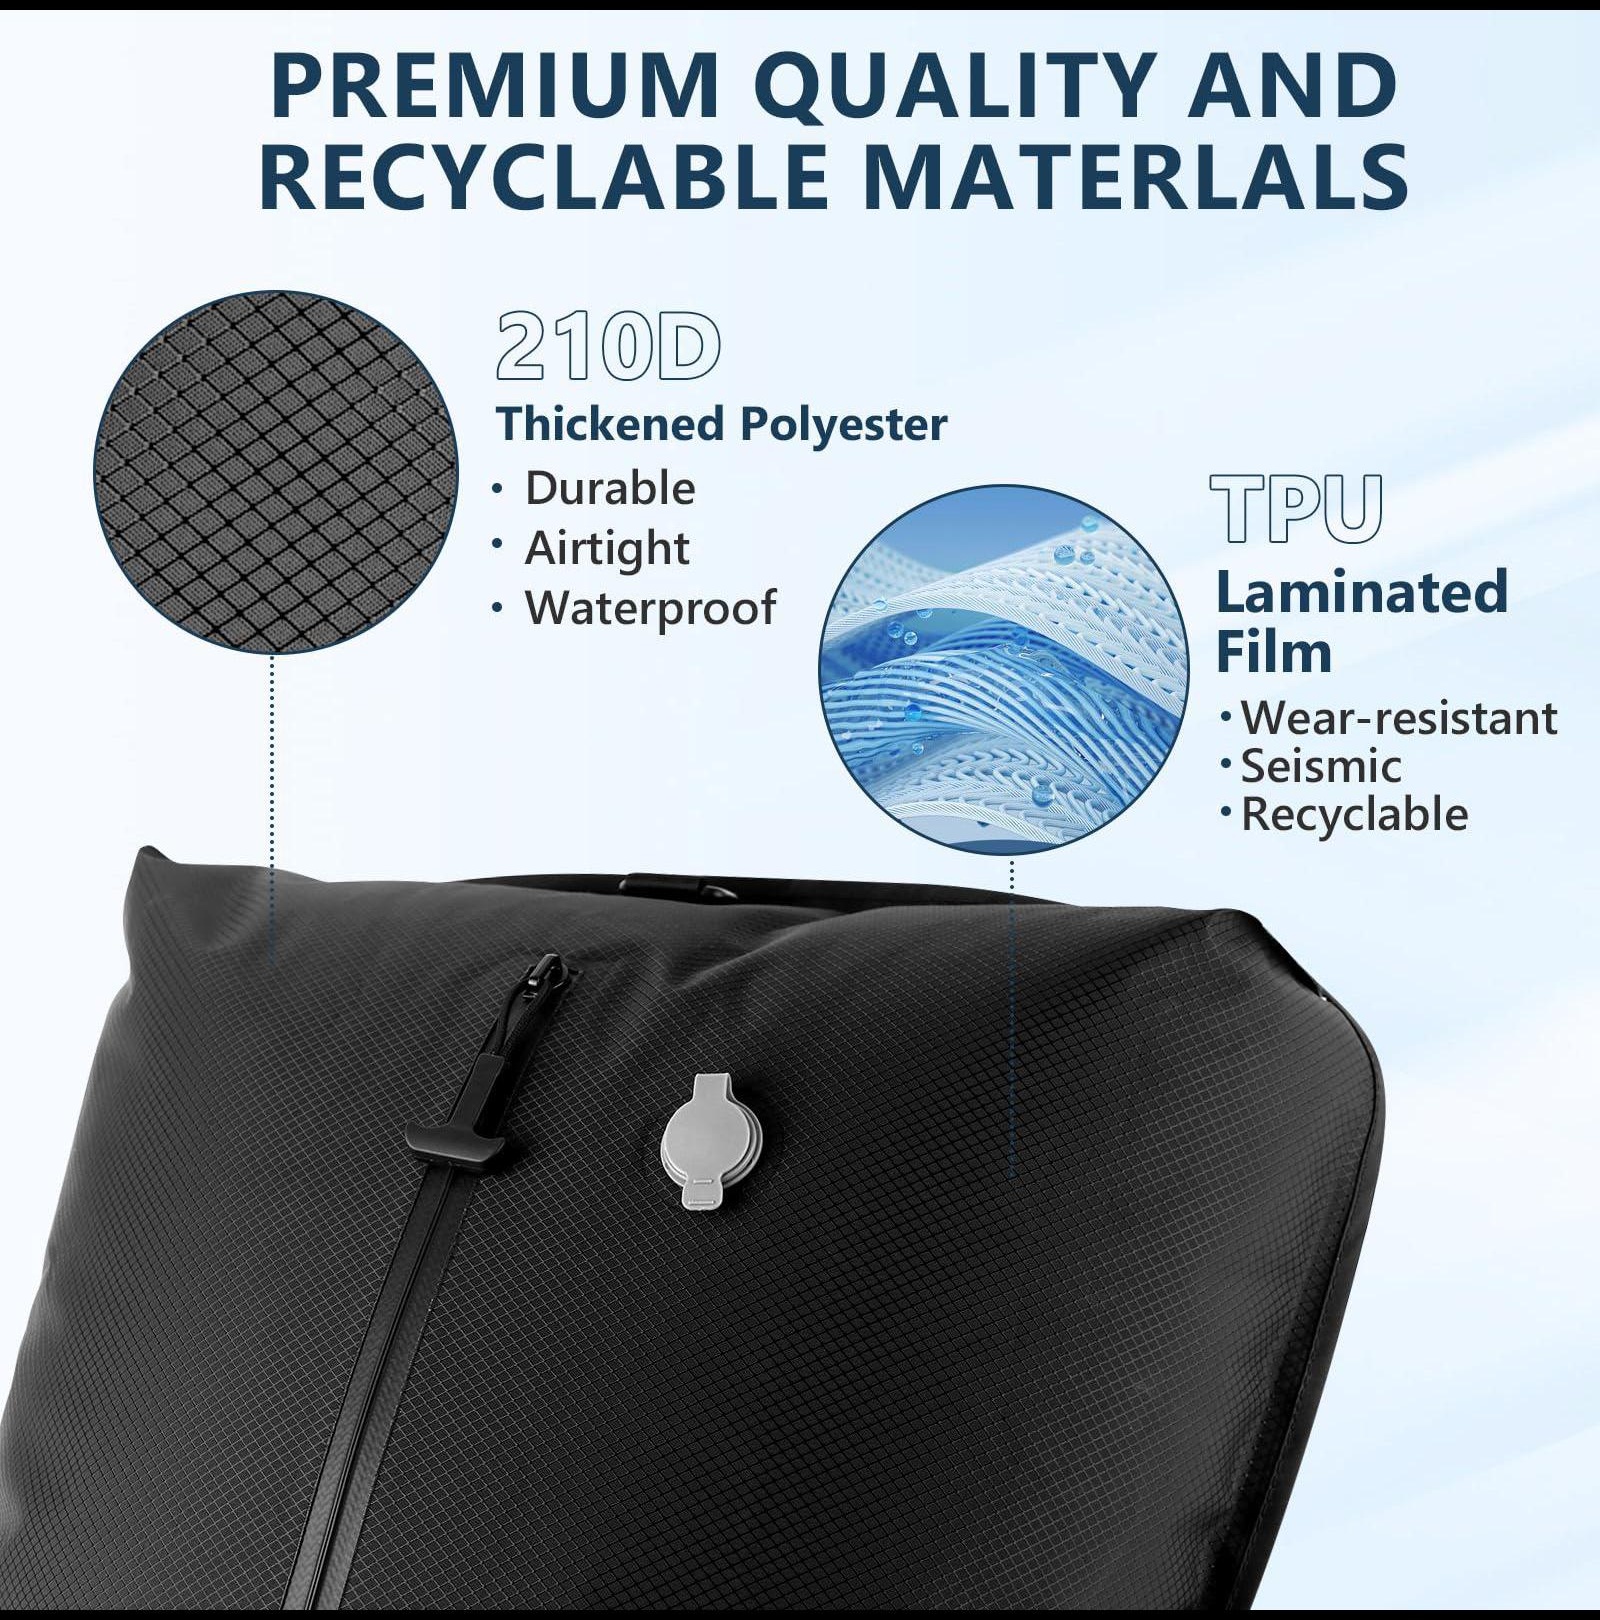 PREMIUM QUALITY AND
RECYCLABLE MATERLALS
210D
Thickened Polyester
• Durable
• Airtight
• Waterproof
TPU
Laminated
Film
• Wear-resistant
• Seismic
• Recyclable